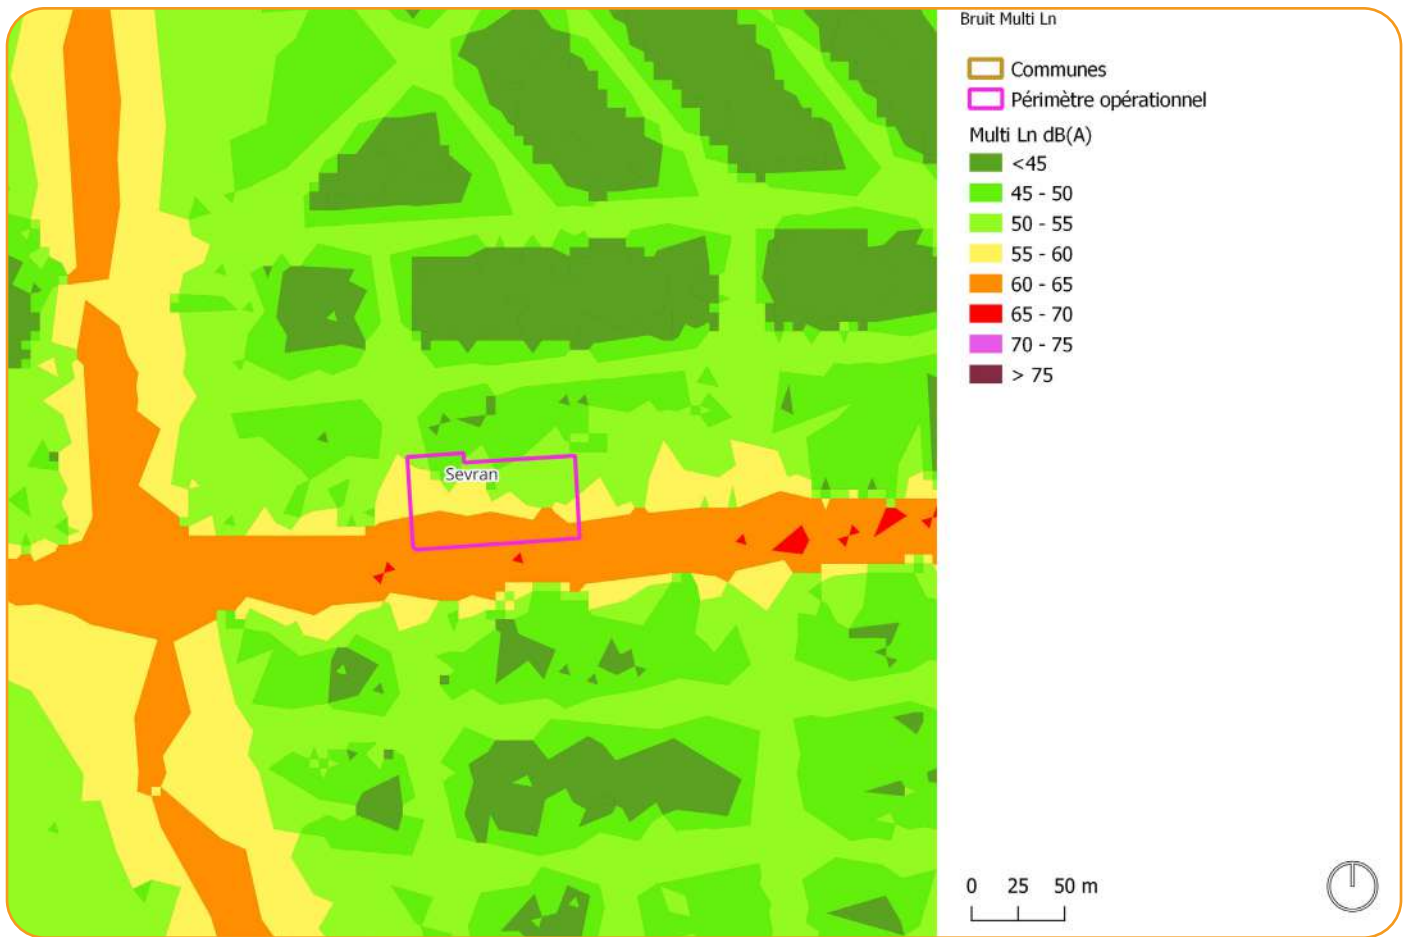 Bruit Multi Ln
Communes
Périmètre opérationnel
Multi Ln dB(A)
<45
45 - 50
50 - 55
55 - 60
60 - 65
65 - 70
70 - 75
> 75
Sevran
0 25 50 m